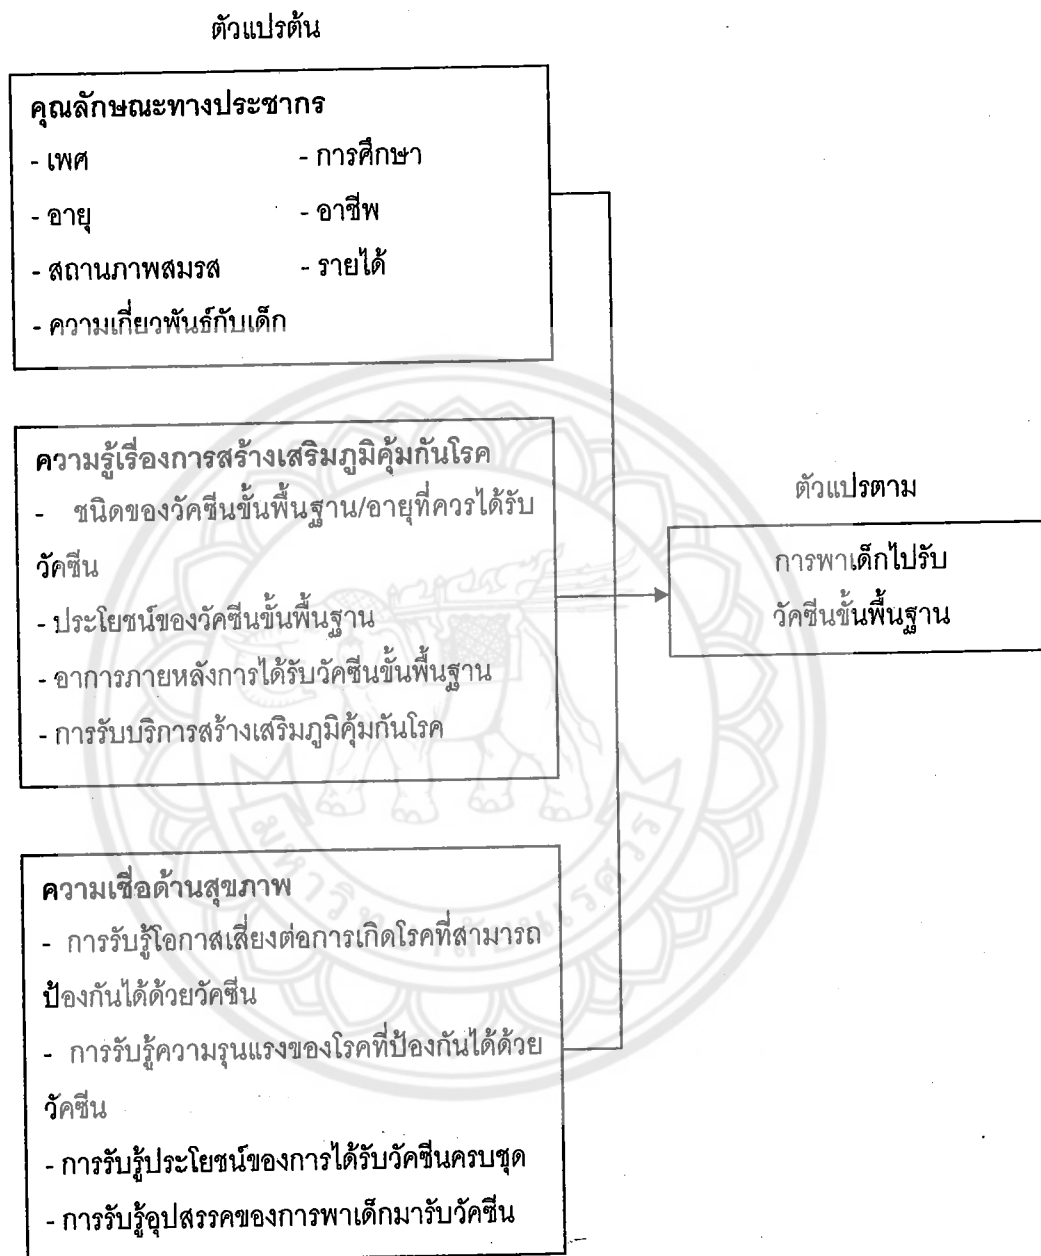 ตัวแปรต้น
คุณลักษณะทางประชากร
- เพศ - การศึกษา
- อายุ - อาชีพ
- สถานภาพสมรส - รายได้
- ความเกี่ยวพันธ์กับเด็ก
ความรู้เรื่องการสร้างเสริมภูมิคุ้มกันโรค
- ชนิดของวัคซีนขั้นพื้นฐาน/อายุที่ควรได้รับ
วัคซีน
- ประโยชน์ของวัคซีนขั้นพื้นฐาน
- อาการภายหลังการได้รับวัคซีนขั้นพื้นฐาน
- การรับบริการสร้างเสริมภูมิคุ้มกันโรค
ตัวแปรตาม
การพาเด็กไปรับ
วัคซีนขั้นพื้นฐาน
ความเชื่อด้านสุขภาพ
- การรับรู้โอกาสเสี่ยงต่อการเกิดโรคที่สามารถ
ป้องกันได้ด้วยวัคซีน
- การรับรู้ความรุนแรงของโรคที่ป้องกันได้ด้วย
วัคซีน
- การรับรู้ประโยชน์ของการได้รับวัคซีนครบชุด
- การรับรู้อุปสรรคของการพาเด็กมารับวัคซีน
มหาวิทยาลัยนเรศวร